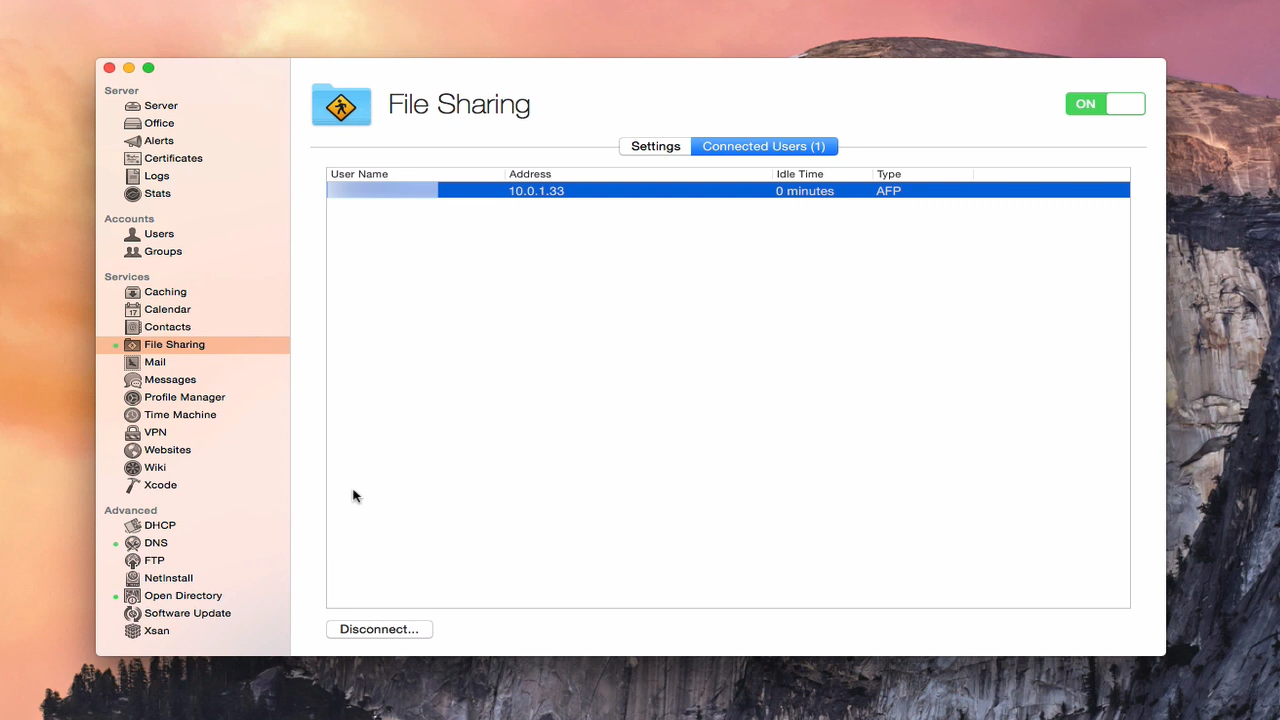 Server
Server
Office
Alerts
Certificates
Logs
Stats
Accounts
Users
Groups
Services
Caching
17
Calendar
Contacts
File Sharing
Mail
Messages
Profile Manager
Time Machine
VPN
Websites
Wiki
Xcode
Advanced
DHCP
DNS
FTP
NetInstall
Open Directory
Software Update
Xsan
File Sharing
ON
Settings
Connected Users (1)
User Name Address Idle Time Type
10.0.1.33 0 minutes AFP
Disconnect...